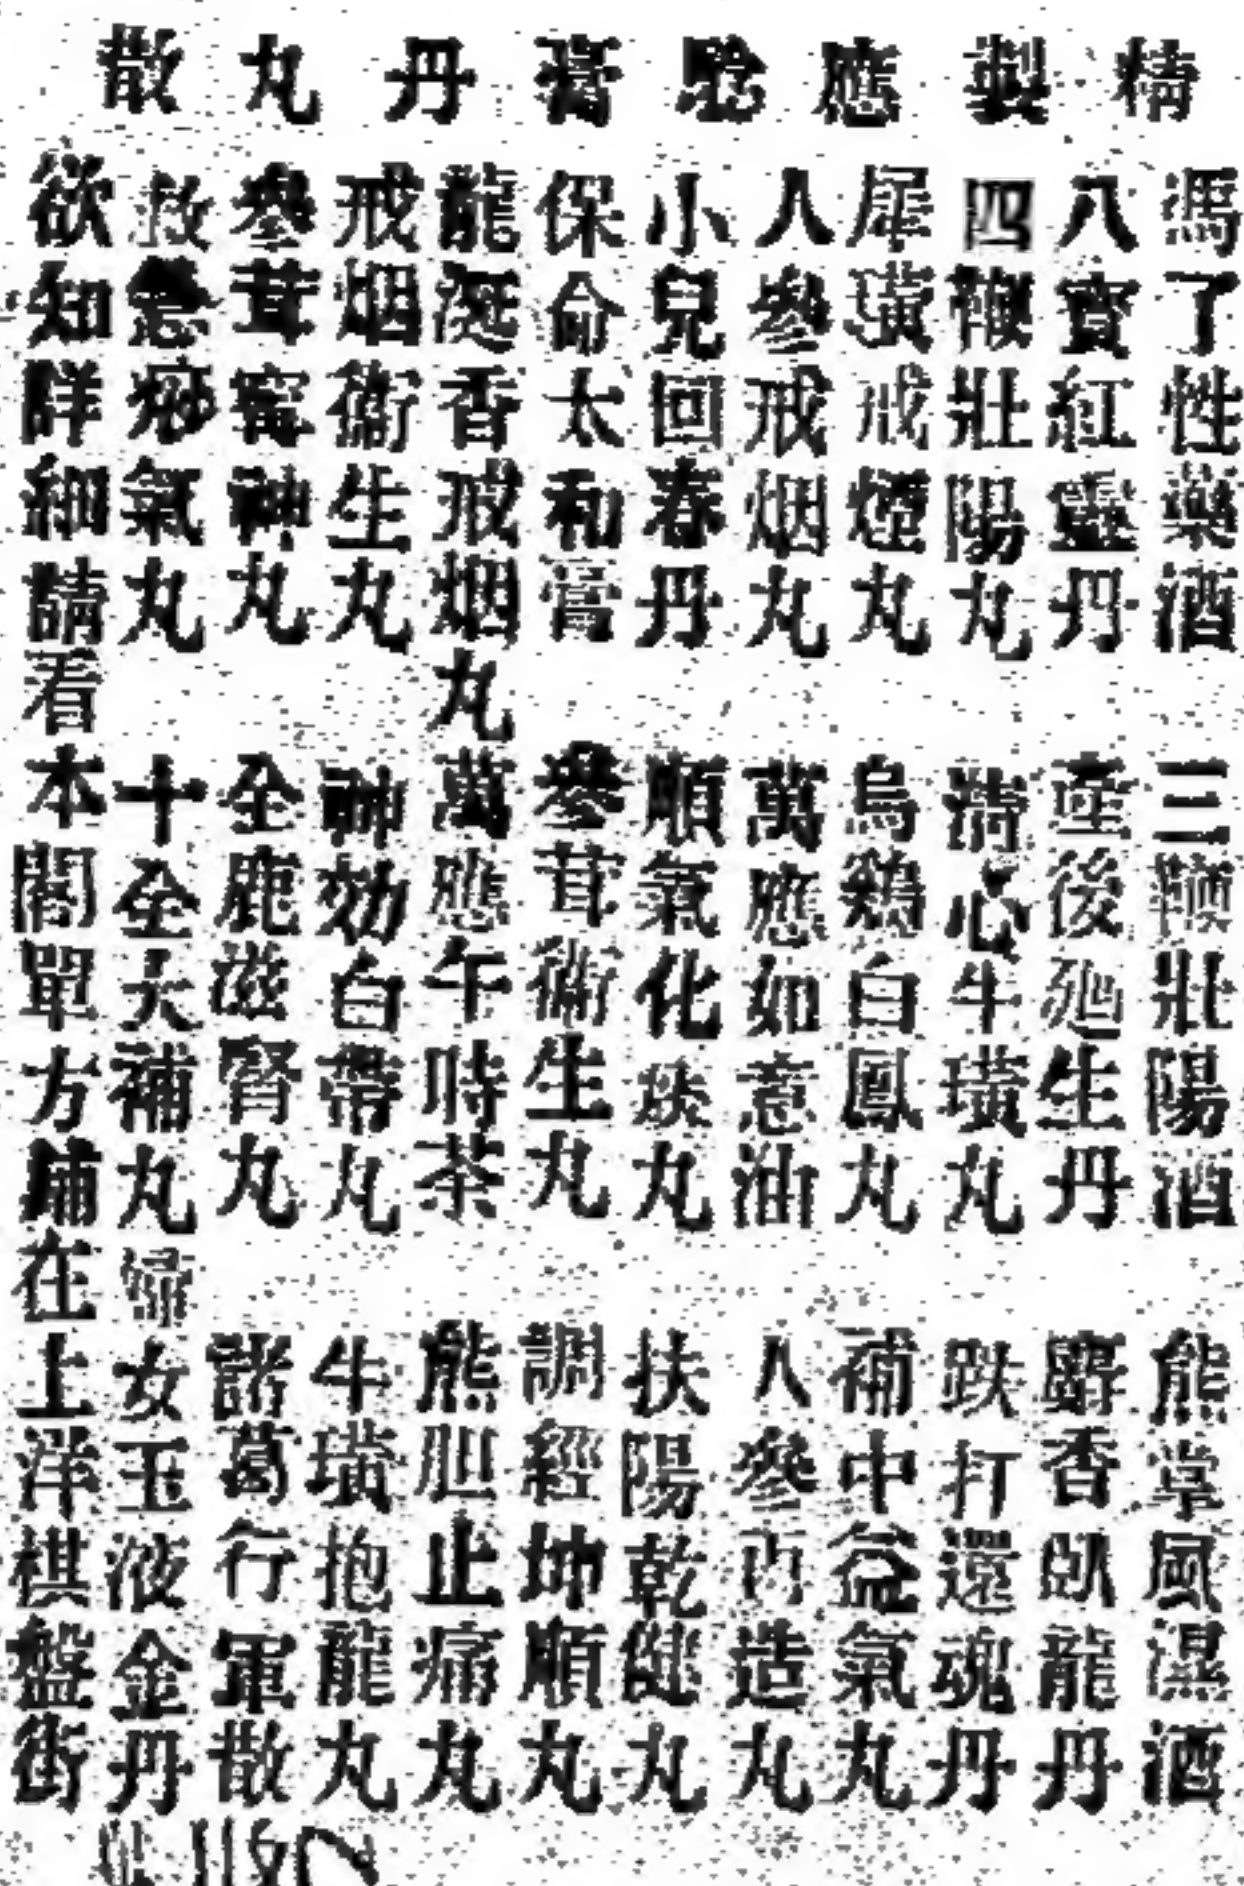 精製應驗膏丹丸散
馮了性藥酒 三鞭壯陽酒 熊掌風濕酒
八寶紅靈丹 產後廻生丹 麝香臥龍丹
四鞭壯陽丸 清心牛璜丸 跌打還魂丹
犀璜戒煙丸 烏鷄白鳳丸 補中益氣丸
人參戒烟丸 萬應如意油 人參再造丸
小兒回春丹 順氣化痰丸 扶陽乾健丸
保命太和膏 參茸衛生丸 調經坤順丸
龍涎香戒烟丸 萬應午時茶 熊胆止痛丸
戒烟衛生丸 神効白帶丸 牛璜抱龍丸
參茸寗神丸 全鹿滋腎丸 諸葛行軍散
救急痧氣丸 十全大補丸 婦女玉液金丹
欲知詳細請看本閣單方鋪在上洋棋盤街